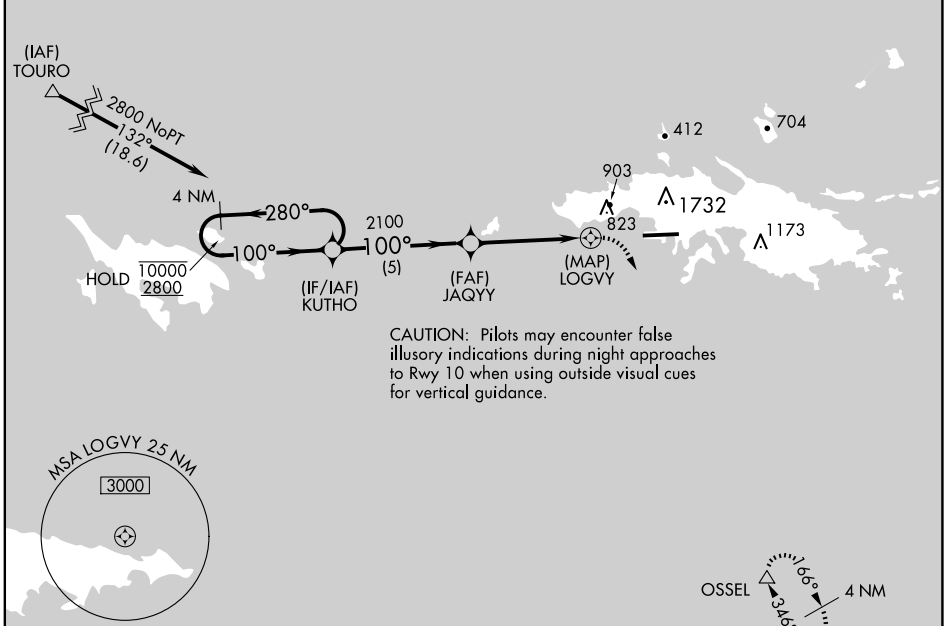 (IAF)
TOURO
2800 NoPT
132°
(18.6)
4 NM
280°
100°
HOLD
10000
2800
(IF/IAF)
KUTHO
2100
100°
(5)
(FAF)
JAQYY
(MAP)
LOGVY
903
823
412
704
1732
1173
CAUTION: Pilots may encounter false
illusory indications during night approaches
to Rwy 10 when using outside visual cues
for vertical guidance.
MSA LOGVY 25 NM
3000
OSSEL
166°
4 NM
346°